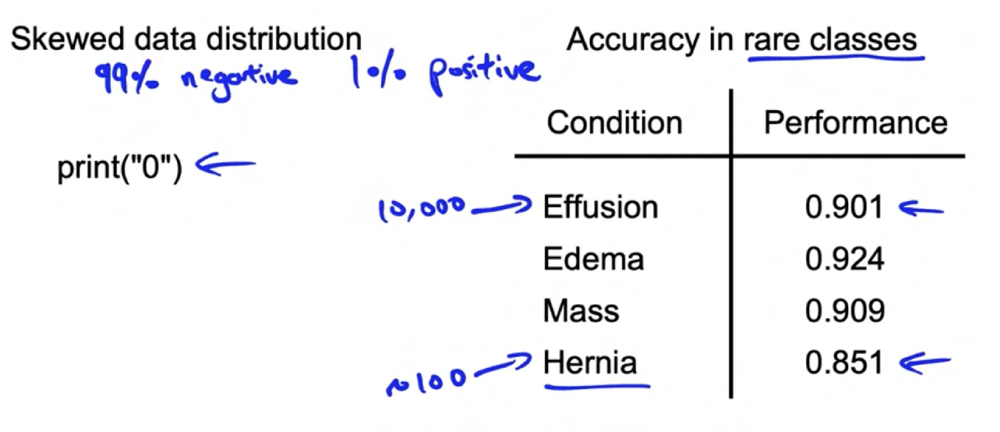 Skewed data distribution
99% negative 1% positive
print("0")
Accuracy in rare classes
Condition Performance
10,000 Effusion 0.901
Edema 0.924
Mass 0.909
~100 Hernia 0.851